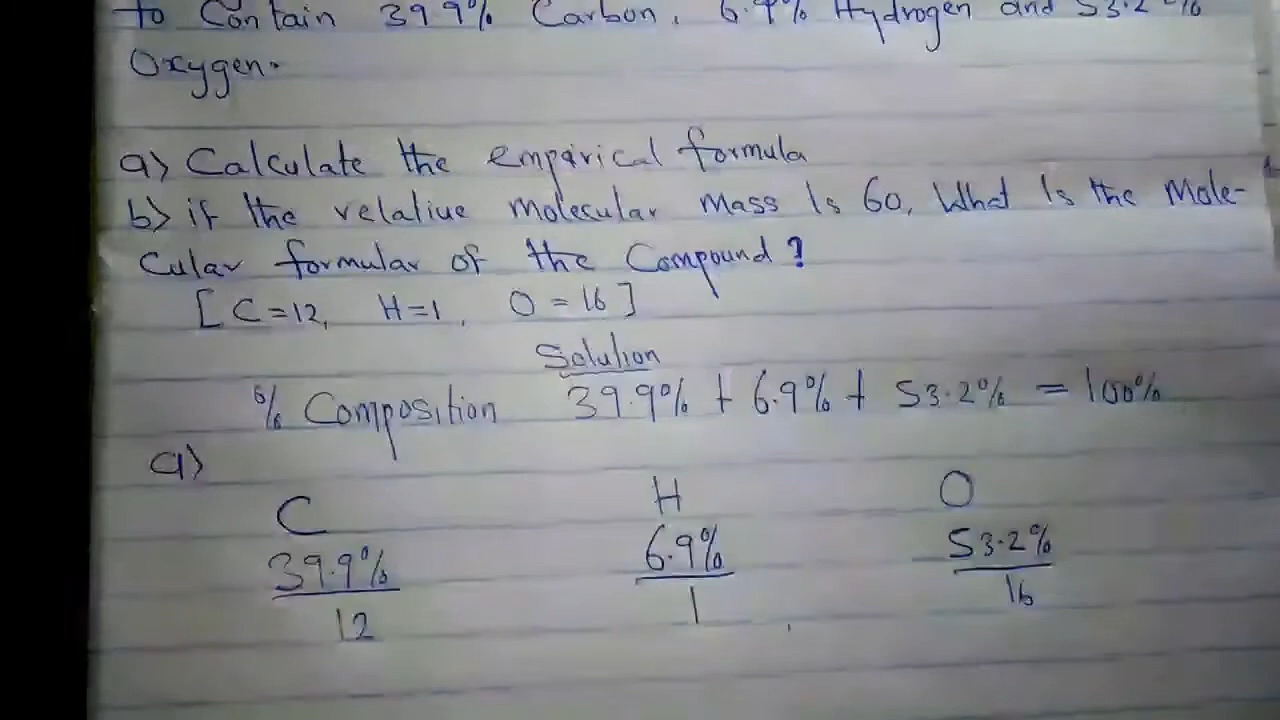 to Contain 39.9% Carbon, 6.9% Hydrogen and 53.2%
Oxygen.
a) Calculate the emparical formula
b) if the relative molecular mass Is 60, What Is the Mole-
Cular formular of the Compound?
[C=12, H=1, O=16]
Solution
% Composition 39.9% + 6.9% + 53.2% = 100%
a)
C H O
39.9% 6.9% 53.2%
12 1 16